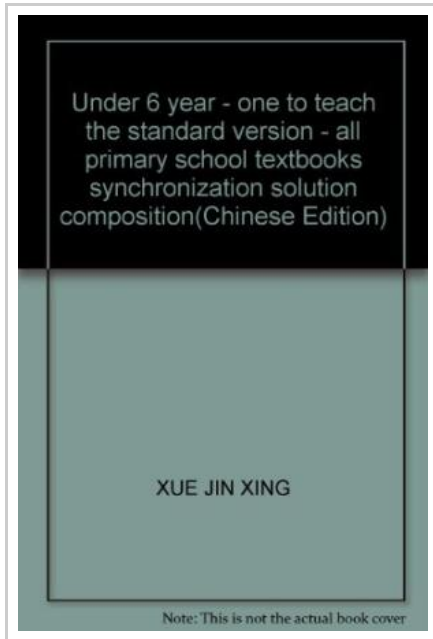 Under 6 year - one to teach
the standard version - all
primary school textbooks
synchronization solution
composition(Chinese Edition)
XUE JIN XING
Note: This is not the actual book cover